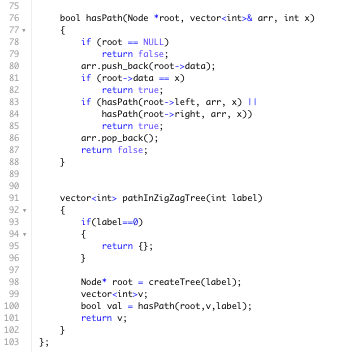 75
76 bool hasPath(Node *root, vector<int>& arr, int x)
77 {
78 if (root == NULL)
79 return false;
80 arr.push_back(root->data);
81 if (root->data == x)
82 return true;
83 if (hasPath(root->left, arr, x) ||
84 hasPath(root->right, arr, x))
85 return true;
86 arr.pop_back();
87 return false;
88 }
89
90
91 vector<int> pathInZigZagTree(int label)
92 {
93 if(label==0)
94 {
95 return {};
96 }
97
98 Node* root = createTree(label);
99 vector<int>v;
100 bool val = hasPath(root,v,label);
101 return v;
102 }
103 };